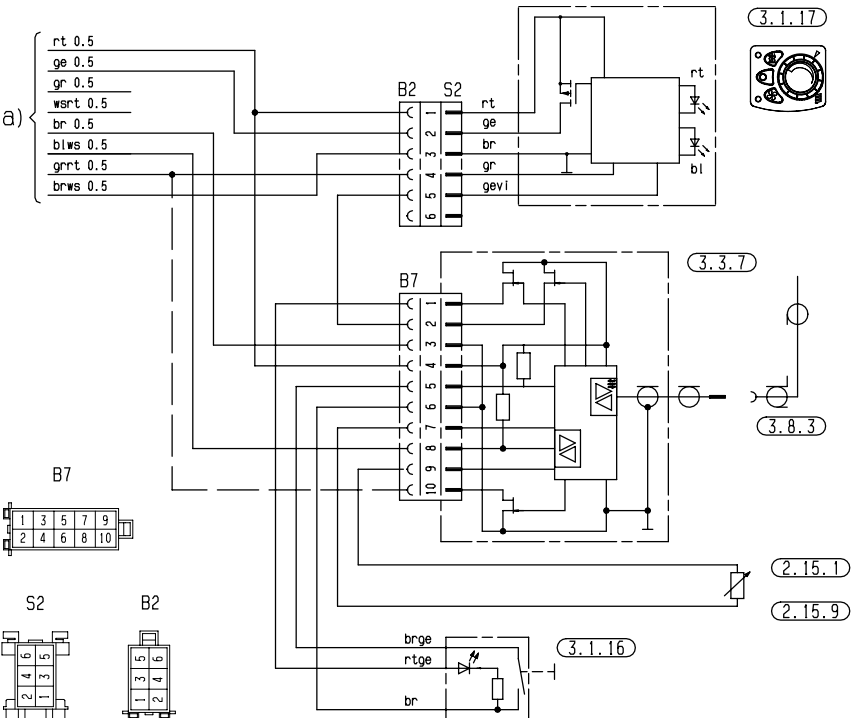 a)
rt 0.5
ge 0.5
gr 0.5
wsrt 0.5
br 0.5
blws 0.5
grrt 0.5
brws 0.5
B2 S2
1
2
3
4
5
6
rt
ge
br
gr
gevi
rt
bl
3.1.17
B7
1
2
3
4
5
6
7
8
9
10
3.3.7
3.8.3
2.15.1
2.15.9
brge
rtge
br
3.1.16
B7
1 3 5 7 9
2 4 6 8 10
S2
6 5
4 3
2 1
B2
5 6
3 4
1 2